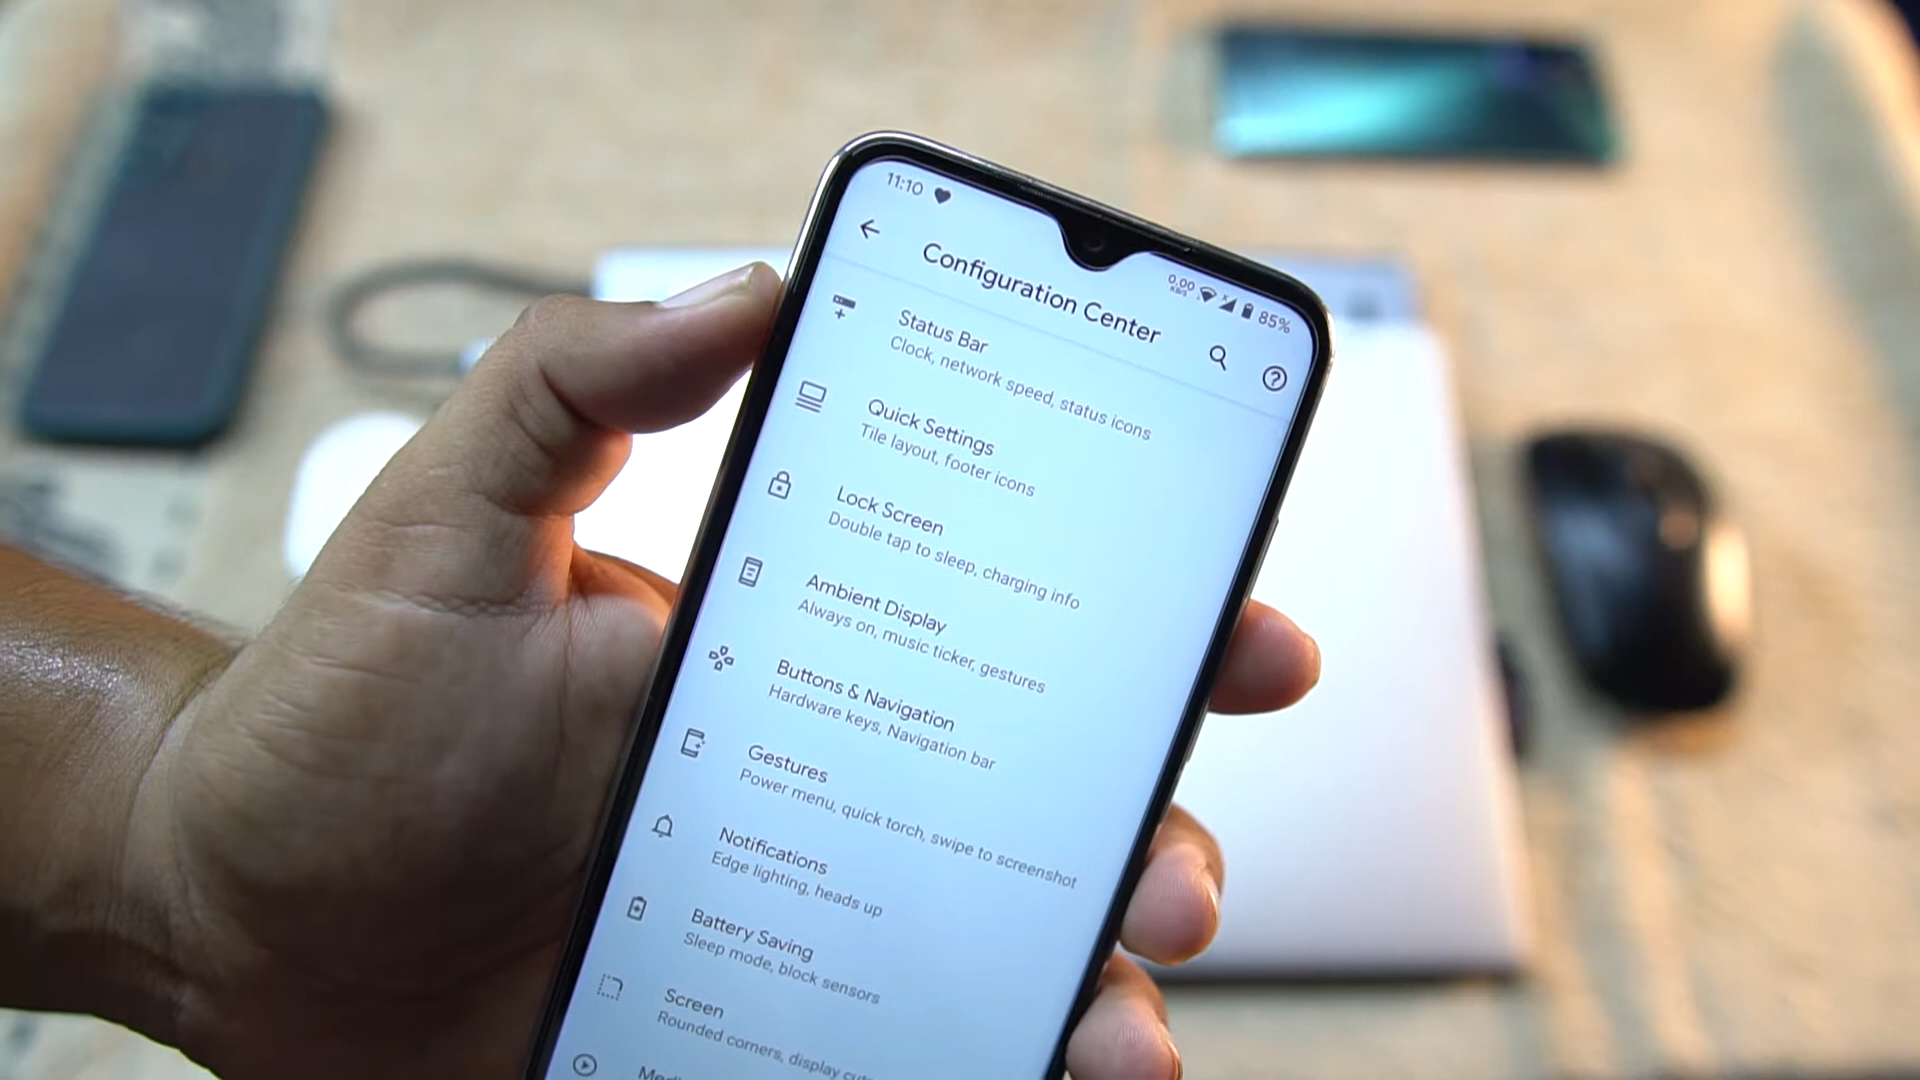 11:10
0.00
KB/s
85%
Configuration Center
Status Bar
Clock, network speed, status icons
Quick Settings
Tile layout, footer icons
Lock Screen
Double tap to sleep, charging info
Ambient Display
Always on, music ticker, gestures
Buttons & Navigation
Hardware keys, Navigation bar
Gestures
Power menu, quick torch, swipe to screenshot
Notifications
Edge lighting, heads up
Battery Saving
Sleep mode, block sensors
Screen
Rounded corners, display